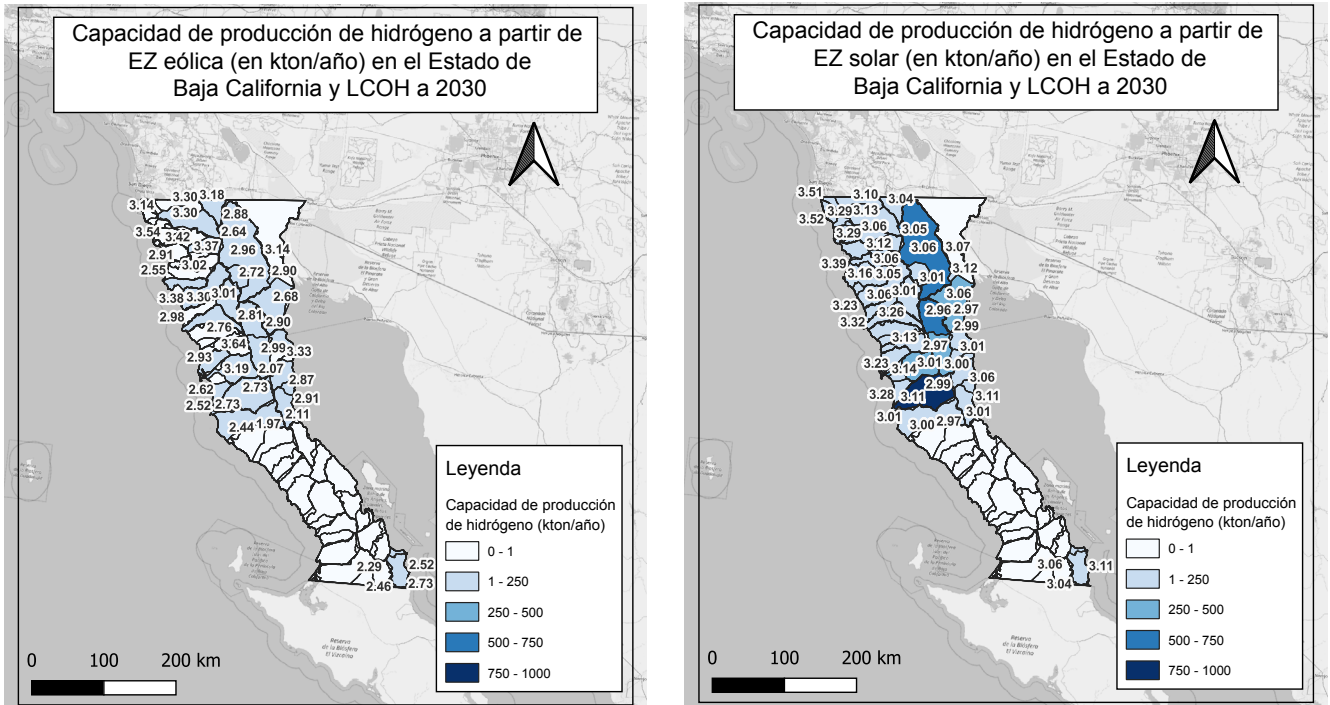 Capacidad de producción de hidrógeno a partir de
EZ eólica (en kton/año) en el Estado de
Baja California y LCOH a 2030
3.30 3.18
3.14
3.30 2.88
3.54 2.64
3.42
3.37 2.96 3.14
2.91
3.02
2.55 2.72 2.90
3.01
3.38 3.30 2.68
2.98 2.81
2.90
2.76
3.64 2.99 3.33
2.93
3.19 2.07
2.87
2.62 2.73
2.91
2.52 2.73
2.11
2.44 1.97
2.52
2.29
2.46 2.73
Leyenda
Capacidad de producción
de hidrógeno (kton/año)
0 - 1
1 - 250
250 - 500
500 - 750
750 - 1000
0 100 200 km
Capacidad de producción de hidrógeno a partir de
EZ solar (en kton/año) en el Estado de
Baja California y LCOH a 2030
3.51 3.10
3.04
3.29 3.13
3.52
3.06 3.05
3.29
3.12 3.06 3.07
3.06
3.39
3.16 3.05 3.01 3.12
3.06 3.01 3.06
3.23
3.26 2.96 2.97
3.32
2.99
3.13
2.97 3.01
3.23 3.01 3.00
3.14
2.99 3.06
3.28 3.11 3.11
3.01 3.01
3.00 2.97
3.06 3.11
3.04
Leyenda
Capacidad de producción
de hidrógeno (kton/año)
0 - 1
1 - 250
250 - 500
500 - 750
750 - 1000
0 100 200 km